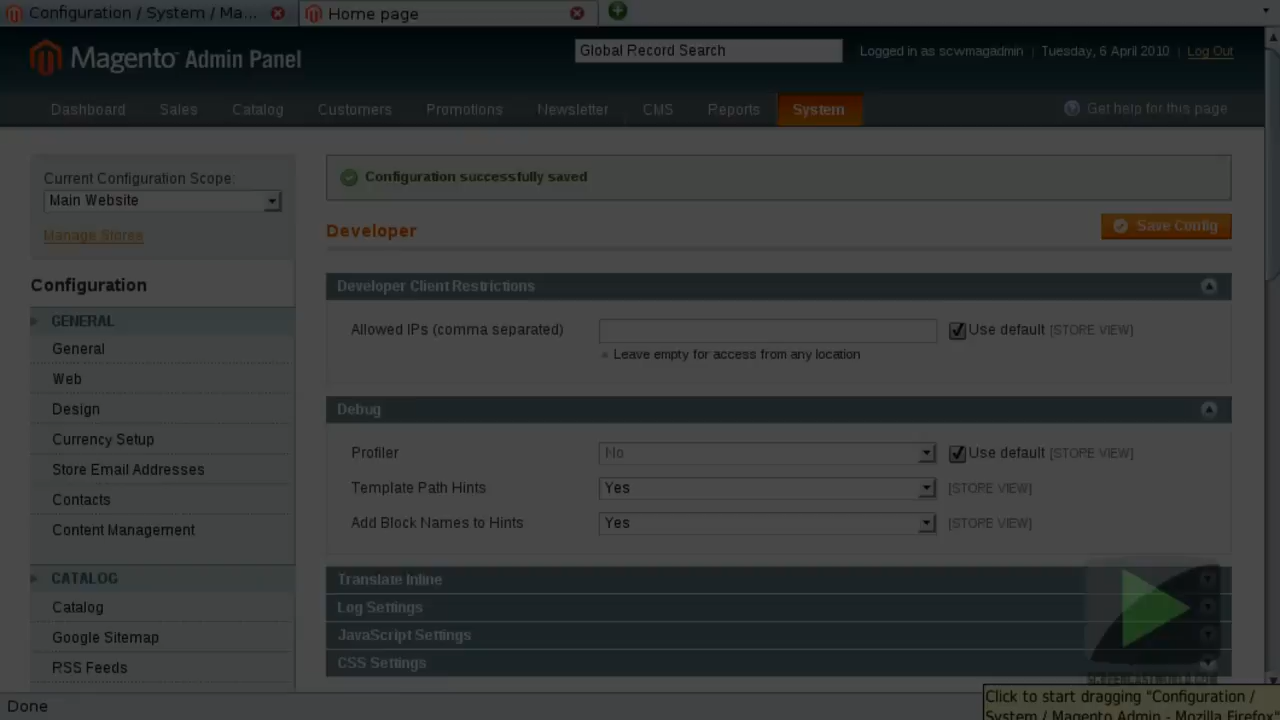 Configuration / System / Ma...
Home page
Magento™ Admin Panel
Global Record Search
Logged in as scwmagadmin | Tuesday, 6 April 2010 | Log Out
Dashboard Sales Catalog Customers Promotions Newsletter CMS Reports System
Get help for this page
Current Configuration Scope:
Main Website
Manage Stores
Configuration
GENERAL
General
Web
Design
Currency Setup
Store Email Addresses
Contacts
Content Management
CATALOG
Catalog
Google Sitemap
RSS Feeds
Configuration successfully saved
Developer
Save Config
Developer Client Restrictions
Allowed IPs (comma separated)
Use default [STORE VIEW]
Leave empty for access from any location
Debug
Profiler No Use default [STORE VIEW]
Template Path Hints Yes [STORE VIEW]
Add Block Names to Hints Yes [STORE VIEW]
Translate Inline
Log Settings
JavaScript Settings
CSS Settings
Done
Click to start dragging "Configuration /
System / Magento Admin - Mozilla Firefox"